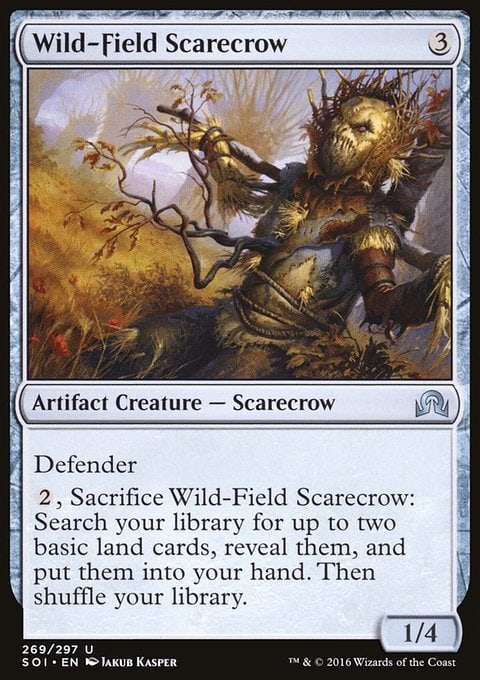 Wild-Field Scarecrow 3
Artifact Creature — Scarecrow
Defender
2, Sacrifice Wild-Field Scarecrow:
Search your library for up to two
basic land cards, reveal them, and
put them into your hand. Then
shuffle your library.
1/4
269/297 U
SOI • EN Jakub Kasper
™ & © 2016 Wizards of the Coast